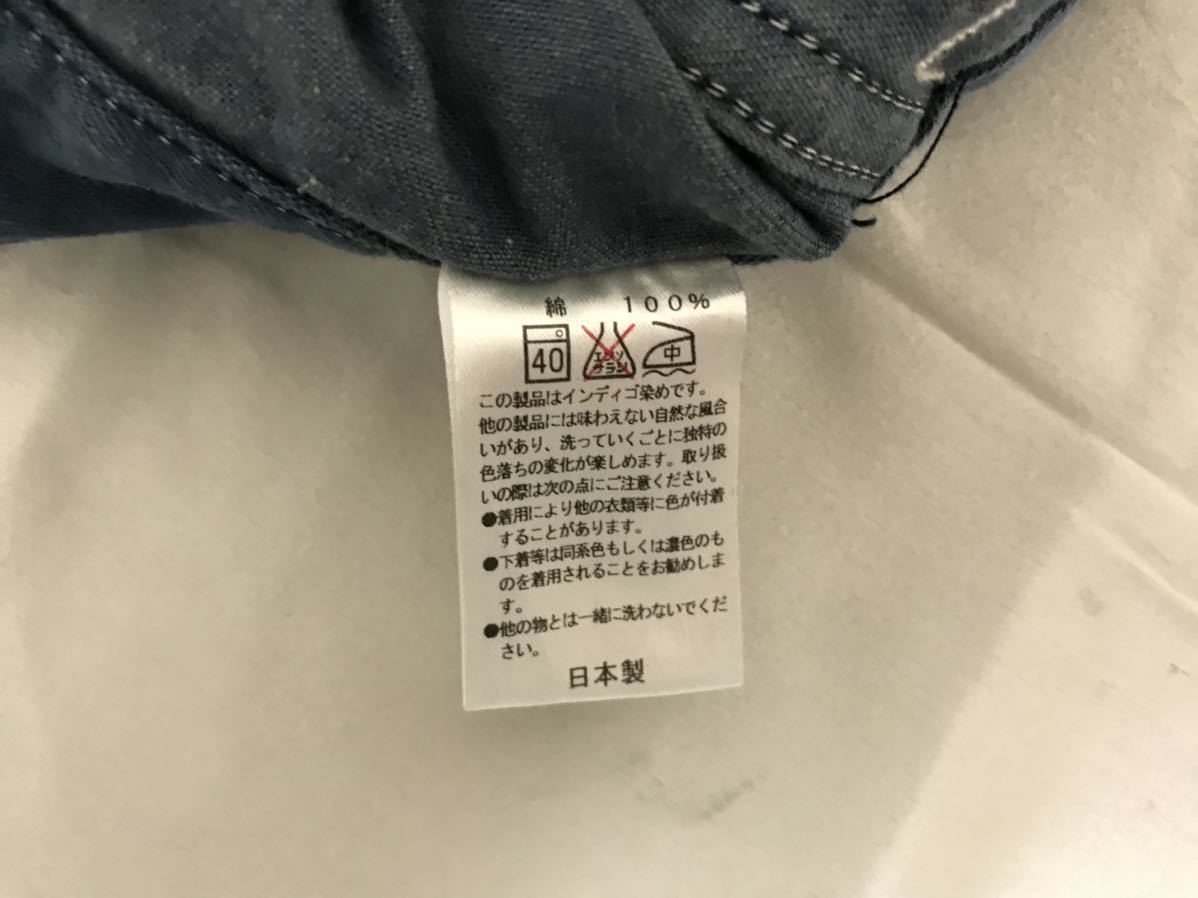 綿 100%
40 エンソサラシ 中
この製品はインディゴ染めです。
他の製品には味わえない自然な風合
いがあり、洗っていくごとに独特の
色落ちの変化が楽しめます。取り扱
いの際は次の点にご注意ください。
●着用により他の衣類等に色が付着
することがあります。
●下着等は同系色もしくは濃色のも
のを着用されることをお勧めしま
す。
●他の物とは一緒に洗わないでくだ
さい。
日本製